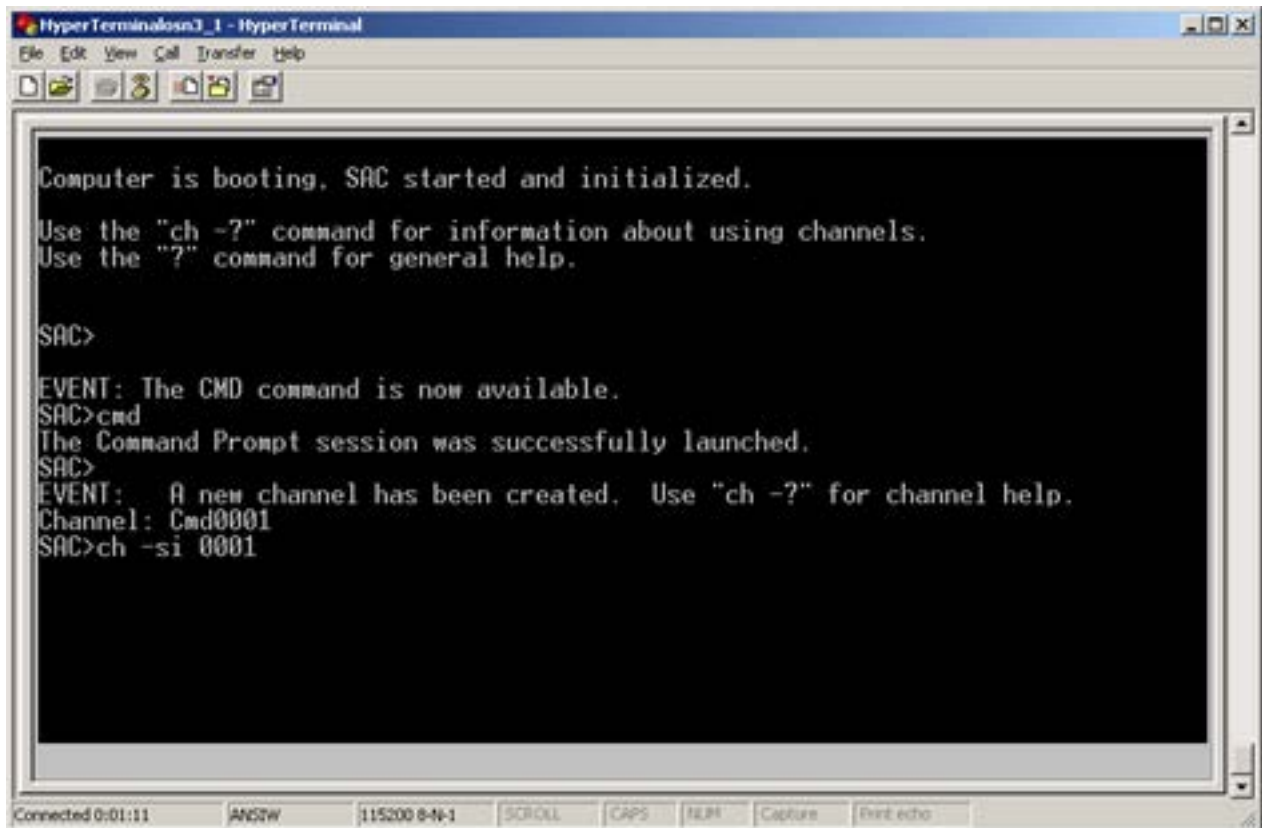 HyperTerminalosn3_1 - HyperTerminal
File Edit View Call Transfer Help
Computer is booting, SAC started and initialized.
Use the "ch -?" command for information about using channels.
Use the "?" command for general help.
SAC>
EVENT: The CMD command is now available.
SAC>cmd
The Command Prompt session was successfully launched.
SAC>
EVENT:   A new channel has been created.  Use "ch -?" for channel help.
Channel: Cmd0001
SAC>ch -si 0001
Connected 0:01:11 ANSIW 115200 8-N-1 SCROLL CAPS NUM Capture Print echo